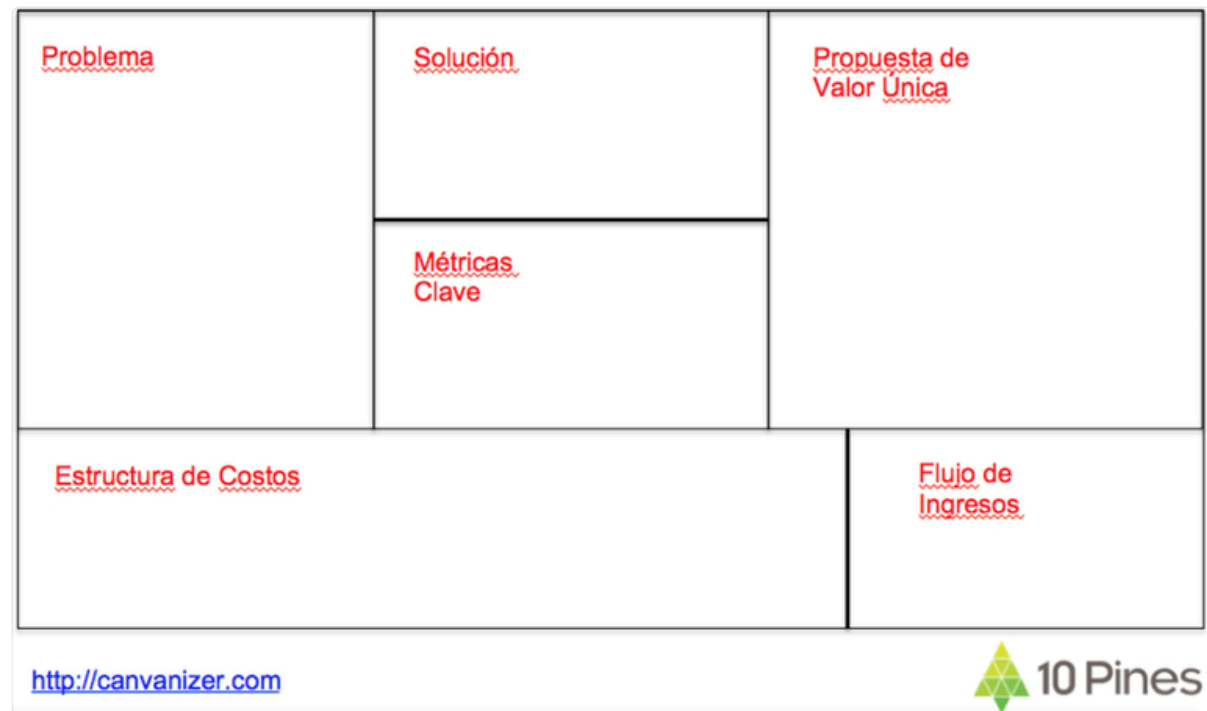 Problema
Solución
Propuesta de
Valor Única
Métricas
Clave
Estructura de Costos
Flujo de
Ingresos
http://canvanizer.com
10 Pines